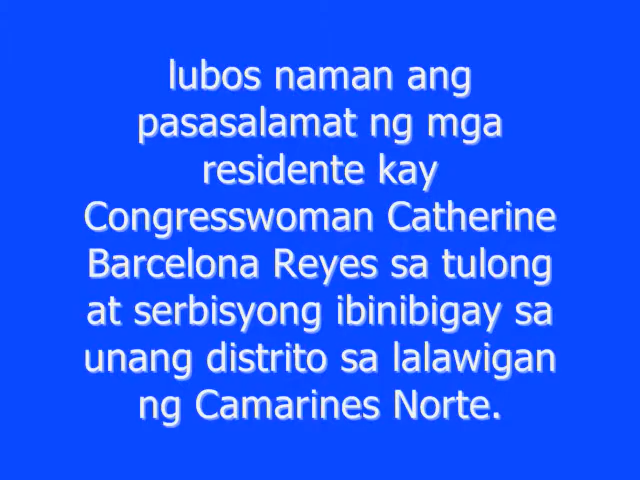 lubos naman ang
pasasalamat ng mga
residente kay
Congresswoman Catherine
Barcelona Reyes sa tulong
at serbisyong ibinibigay sa
unang distrito sa lalawigan
ng Camarines Norte.